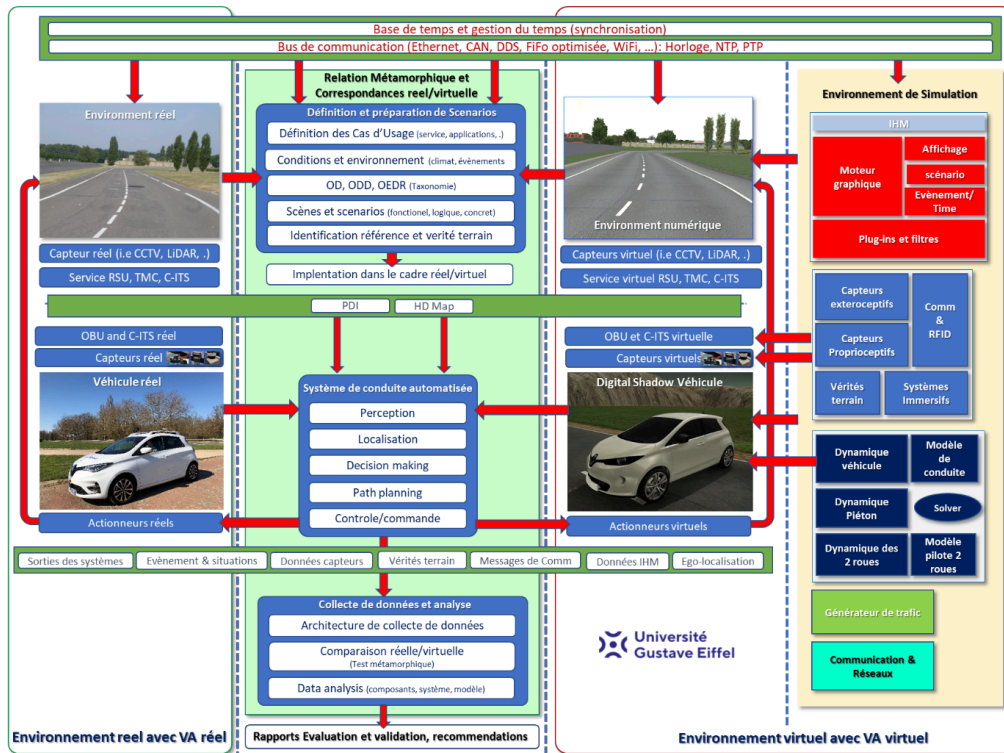 Base de temps et gestion du temps (synchronisation)
Bus de communication (Ethernet, CAN, DDS, FiFo optimisée, WiFi, …): Horloge, NTP, PTP
Relation Métamorphique et
Correspondances reel/virtuelle
Environnement de Simulation
Environment réel
Définition et préparation de Scenarios
Définition des Cas d'Usage (service, applications, .)
Conditions et environnement (climat, évènements
OD, ODD, OEDR (Taxonomie)
Scènes et scenarios (fonctionel, logique, concret)
Identification référence et verité terrain
Implentation dans le cadre réel/virtuel
Environment numérique
IHM
Moteur
graphique
Affichage
scénario
Evènement/
Time
Plug-ins et filtres
Capteur réel (i.e CCTV, LiDAR, .)
Service RSU, TMC, C-ITS
Capteurs virtuel (i.e CCTV, LiDAR, .)
Service virtuel RSU, TMC, C-ITS
PDI
HD Map
Capteurs
exteroceptifs
Comm
&
RFID
Capteurs
Proprioceptifs
Vérités
terrain
Systèmes
Immersifs
OBU and C-ITS réel
Capteurs réel
Véhicule réel
OBU et C-ITS virtuelle
Capteurs virtuels
Digital Shadow Véhicule
Système de conduite automatisée
Perception
Localisation
Decision making
Path planning
Controle/commande
Actionneurs réels
Actionneurs virtuels
Dynamique
véhicule
Modèle
de
conduite
Dynamique
Piéton
Solver
Dynamique des
2 roues
Modèle
pilote 2
roues
Sorties des systèmes
Evènement & situations
Données capteurs
Vérités terrain
Messages de Comm
Données IHM
Ego-localisation
Collecte de données et analyse
Architecture de collecte de données
Comparaison réelle/virtuelle
(Test métamorphique)
Data analysis (composants, système, modèle)
Université
Gustave Eiffel
Générateur de trafic
Communication &
Réseaux
Environnement reel avec VA réel
Rapports Evaluation et validation, recommendations
Environnement virtuel avec VA virtuel